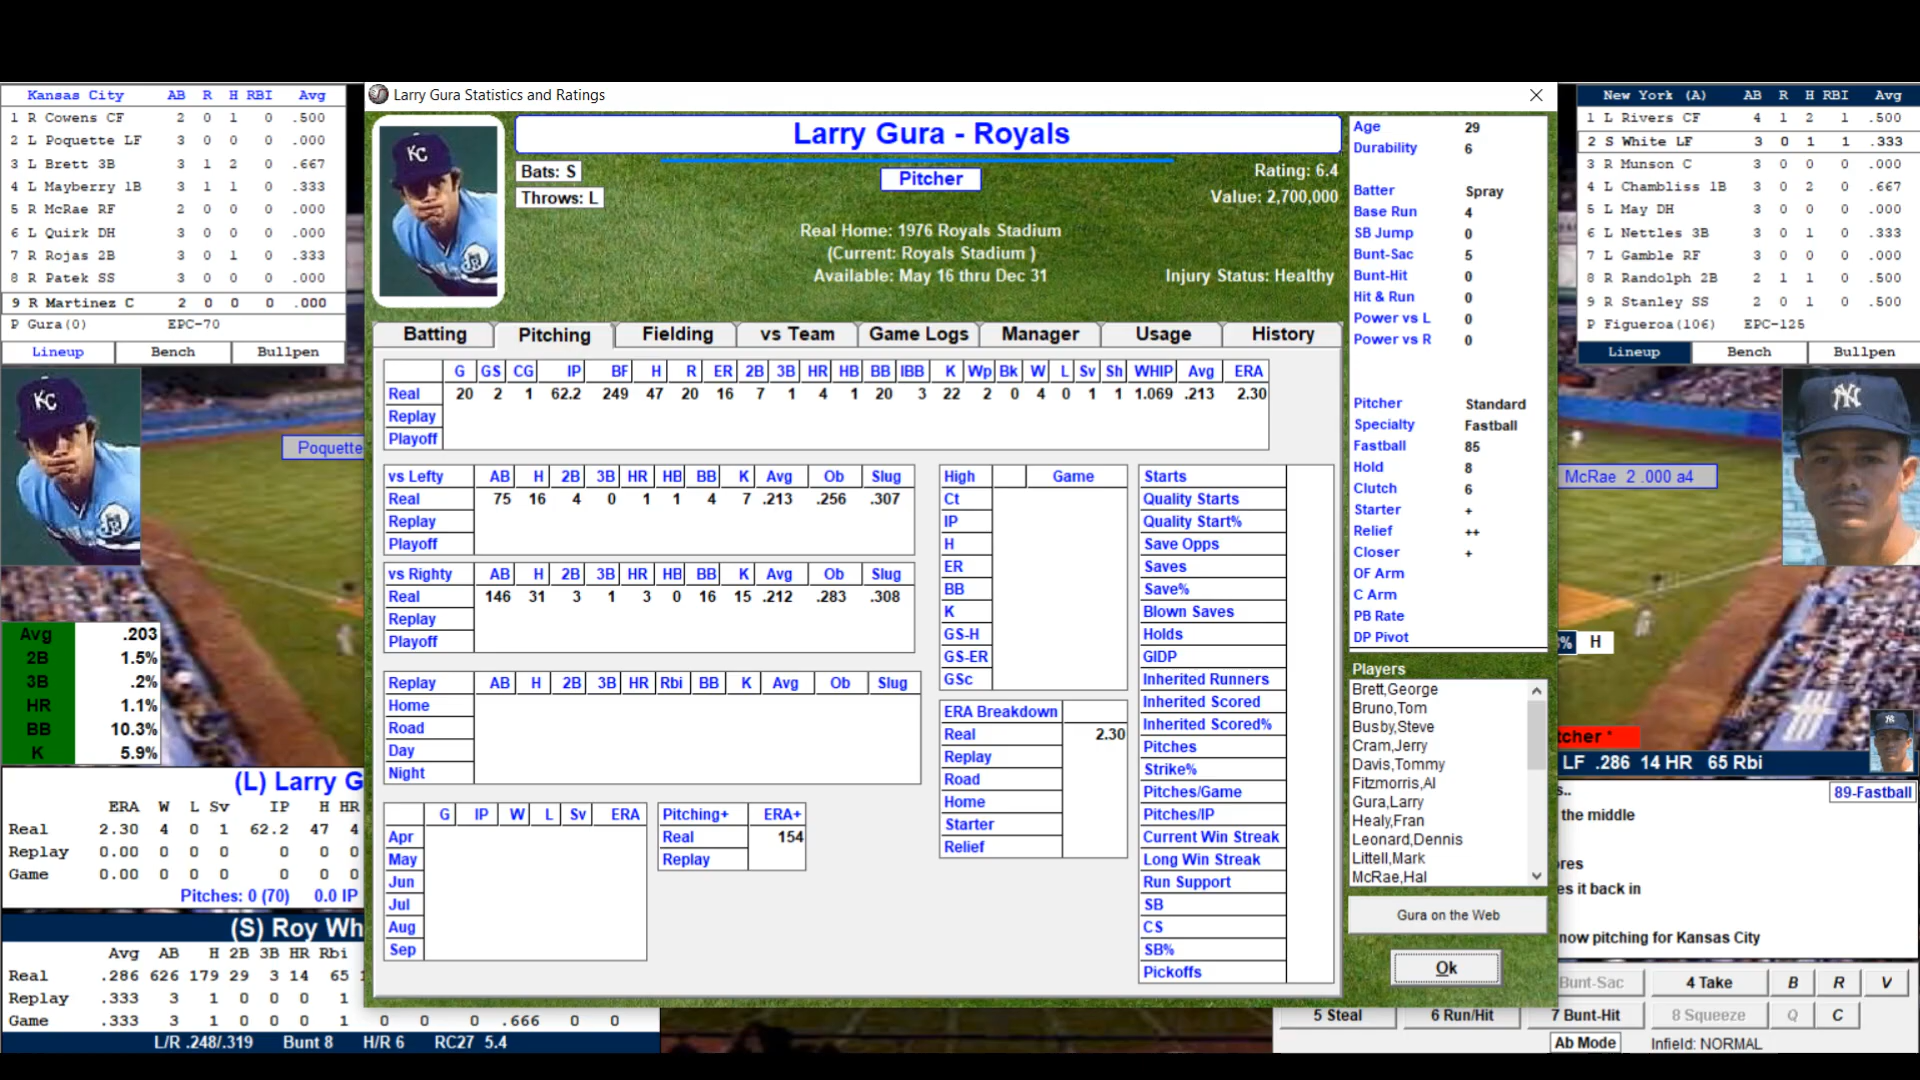 Kansas City AB R H RBI Avg
1 R Cowens CF 2 0 1 0 .500
2 L Poquette LF 3 0 0 0 .000
3 L Brett 3B 3 1 2 0 .667
4 L Mayberry 1B 3 1 1 0 .333
5 R McRae RF 2 0 0 0 .000
6 L Quirk DH 3 0 0 0 .000
7 R Rojas 2B 3 0 1 0 .333
8 R Patek SS 3 0 0 0 .000
9 R Martinez C 2 0 0 0 .000
P Gura(0) EPC-70
Lineup Bench Bullpen
Larry Gura Statistics and Ratings
Larry Gura - Royals
Bats: S
Throws: L
Pitcher
Rating: 6.4
Value: 2,700,000
Real Home: 1976 Royals Stadium
(Current: Royals Stadium )
Available: May 16 thru Dec 31
Injury Status: Healthy
Batting Pitching Fielding vs Team Game Logs Manager Usage History
G GS CG IP BF H R ER 2B 3B HR HB BB IBB K Wp Bk W L Sv Sh WHIP Avg ERA
Real 20 2 1 62.2 249 47 20 16 7 1 4 1 20 3 22 2 0 4 0 1 1 1.069 .213 2.30
Replay
Playoff
vs Lefty AB H 2B 3B HR HB BB K Avg Ob Slug
Real 75 16 4 0 1 1 4 7 .213 .256 .307
Replay
Playoff
vs Righty AB H 2B 3B HR HB BB K Avg Ob Slug
Real 146 31 3 1 3 0 16 15 .212 .283 .308
Replay
Playoff
Replay AB H 2B 3B HR Rbi BB K Avg Ob Slug
Home
Road
Day
Night
G IP W L Sv ERA
Apr
May
Jun
Jul
Aug
Sep
Pitching+ ERA+
Real 154
Replay
High Game
Ct
IP
H
ER
BB
K
GS-H
GS-ER
GSc
ERA Breakdown
Real 2.30
Replay
Road
Home
Starter
Relief
Starts
Quality Starts
Quality Start%
Save Opps
Saves
Save%
Blown Saves
Holds
GIDP
Inherited Runners
Inherited Scored
Inherited Scored%
Pitches
Strike%
Pitches/Game
Pitches/IP
Current Win Streak
Long Win Streak
Run Support
SB
CS
SB%
Pickoffs
Age 29
Durability 6
Batter Spray
Base Run 4
SB Jump 0
Bunt-Sac 5
Bunt-Hit 0
Hit & Run 0
Power vs L 0
Power vs R 0
Pitcher Standard
Specialty Fastball
Fastball 85
Hold 8
Clutch 6
Starter +
Relief ++
Closer +
OF Arm
C Arm
PB Rate
DP Pivot
Players
Brett,George
Bruno,Tom
Busby,Steve
Cram,Jerry
Davis,Tommy
Fitzmorris,Al
Gura,Larry
Healy,Fran
Leonard,Dennis
Littell,Mark
McRae,Hal
Gura on the Web
Ok
New York (A) AB R H RBI Avg
1 L Rivers CF 4 1 2 1 .500
2 S White LF 3 0 1 1 .333
3 R Munson C 3 0 0 0 .000
4 L Chambliss 1B 3 0 2 0 .667
5 L May DH 3 0 0 0 .000
6 L Nettles 3B 3 0 1 0 .333
7 L Gamble RF 3 0 0 0 .000
8 R Randolph 2B 2 1 1 0 .500
9 R Stanley SS 2 0 1 0 .500
P Figueroa(106) EPC-125
Lineup Bench Bullpen
KC
Poquette
Avg .203
2B 1.5%
3B .2%
HR 1.1%
BB 10.3%
K 5.9%
(L) Larry G
ERA W L Sv IP H HR
Real 2.30 4 0 1 62.2 47 4
Replay 0.00 0 0 0 0 0 0
Game 0.00 0 0 0 0 0 0
Pitches: 0 (70) 0.0 IP
(S) Roy Wh
Avg AB H 2B 3B HR Rbi
Real .286 626 179 29 3 14 65 1
Replay .333 3 1 0 0 0 1
Game .333 3 1 0 0 0 1 0 0 0 .666 0 0
L/R .248/.319 Bunt 8 H/R 6 RC27 5.4
McRae 2 .000 a4
% H
tcher *
LF .286 14 HR 65 Rbi
s..
89-Fastball
the middle
ores
es it back in
now pitching for Kansas City
Bunt-Sac 4 Take B R V
5 Steal 6 Run/Hit 7 Bunt-Hit 8 Squeeze Q C
Ab Mode Infield: NORMAL